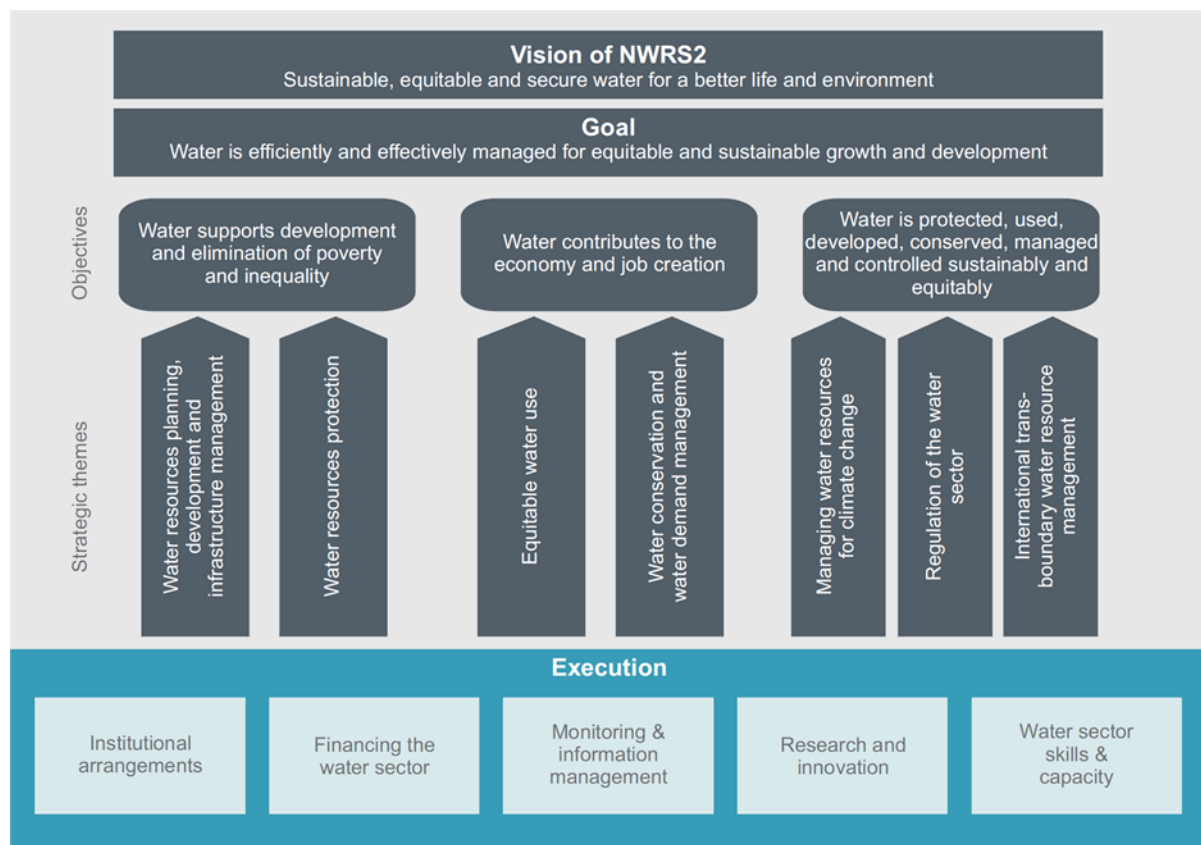 Vision of NWRS2
Sustainable, equitable and secure water for a better life and environment
Goal
Water is efficiently and effectively managed for equitable and sustainable growth and development
Objectives
Water supports development
and elimination of poverty
and inequality
Water contributes to the
economy and job creation
Water is protected, used,
developed, conserved, managed
and controlled sustainably and
equitably
Strategic themes
Water resources planning,
development and
infrastructure management
Water resources protection
Equitable water use
Water conservation and
water demand management
Managing water resources
for climate change
Regulation of the water
sector
International trans-
boundary water resource
management
Execution
Institutional
arrangements
Financing the
water sector
Monitoring &
information
management
Research and
innovation
Water sector
skills &
capacity